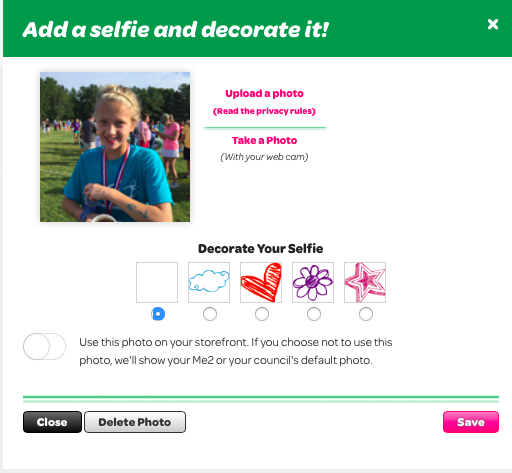 Add a selfie and decorate it!
Upload a photo
(Read the privacy rules)
Take a Photo
(With your web cam)
Decorate Your Selfie
Use this photo on your storefront. If you choose not to use this
photo, we'll show your Me2 or your council's default photo.
Close
Delete Photo
Save